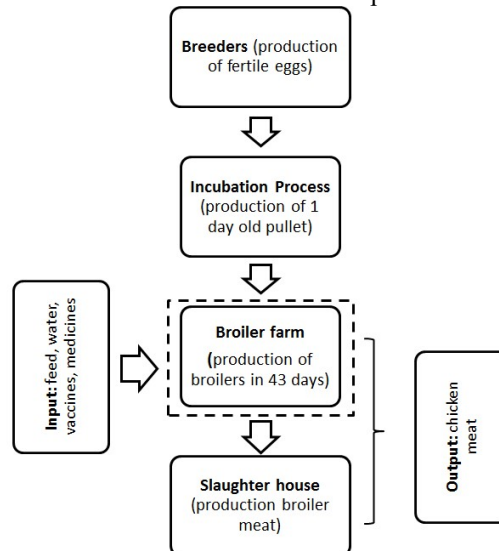 Breeders (production
of fertile eggs)
Incubation Process
(production of 1
day old pullet)
Input: feed, water,
vaccines, medicines
Broiler farm
(production of
broilers in 43 days)
Output: chicken
meat
Slaughter house
(production broiler
meat)